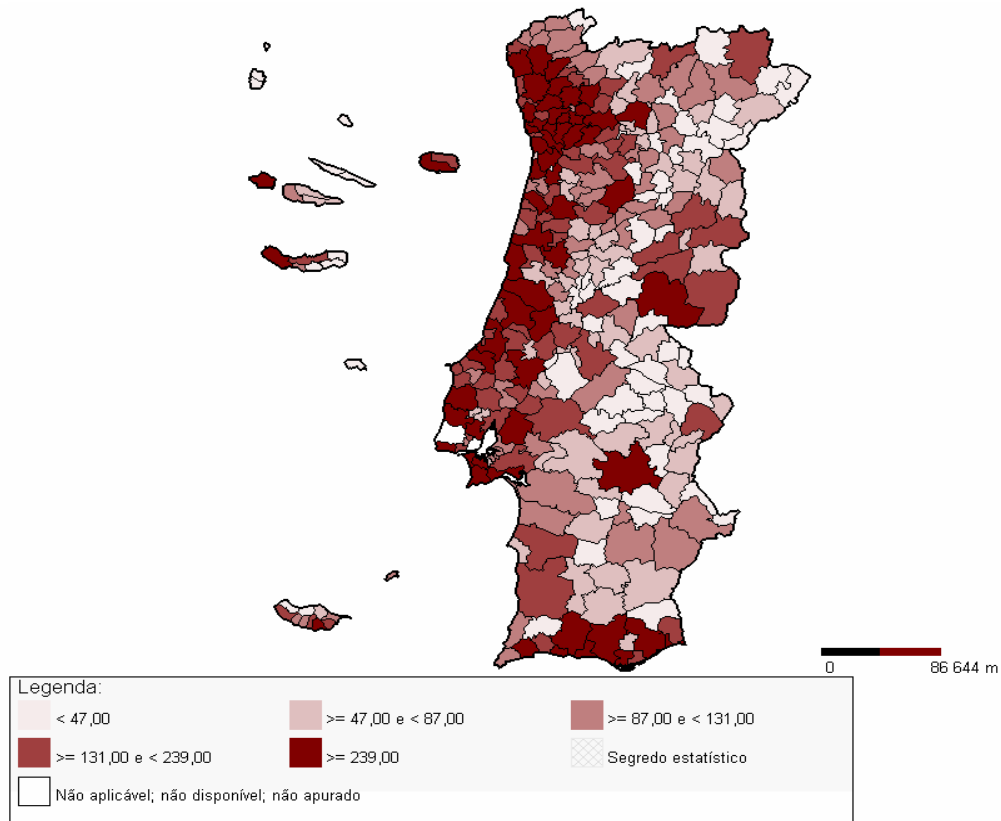 0 86 644 m
Legenda:
< 47,00 >= 47,00 e < 87,00 >= 87,00 e < 131,00
>= 131,00 e < 239,00 >= 239,00 Segredo estatístico
Não aplicável; não disponível; não apurado